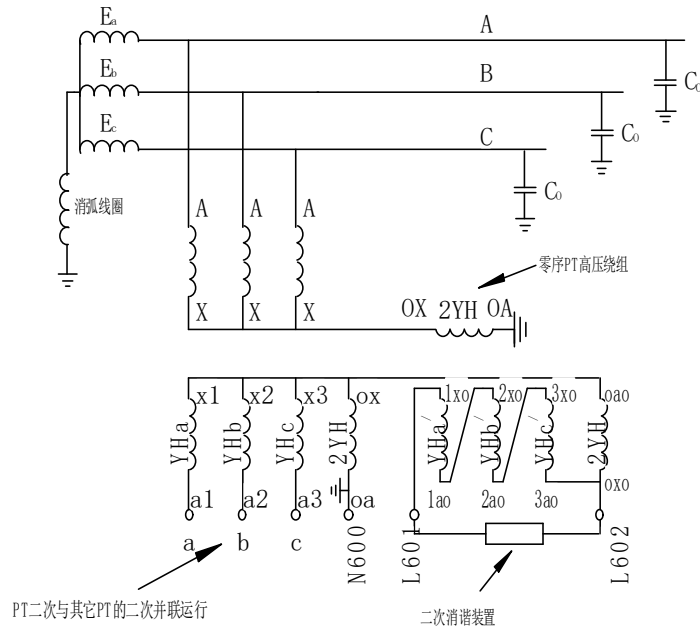 Ea
A
Eb
B
C0
Ec
C
C0
C0
消弧线圈
A
A
A
零序PT高压绕组
X
X
X
OX
2YH
OA
x1
x2
x3
ox
1xo
2xo
3xo
oao
YHa
YHb
YHc
2YH
YHa′
YHb′
YHc′
2YH
a1
a2
a3
oa
1ao
2ao
3ao
oxo
a
b
c
N600
L601
L602
PT二次与其它PT的二次并联运行
二次消谐装置